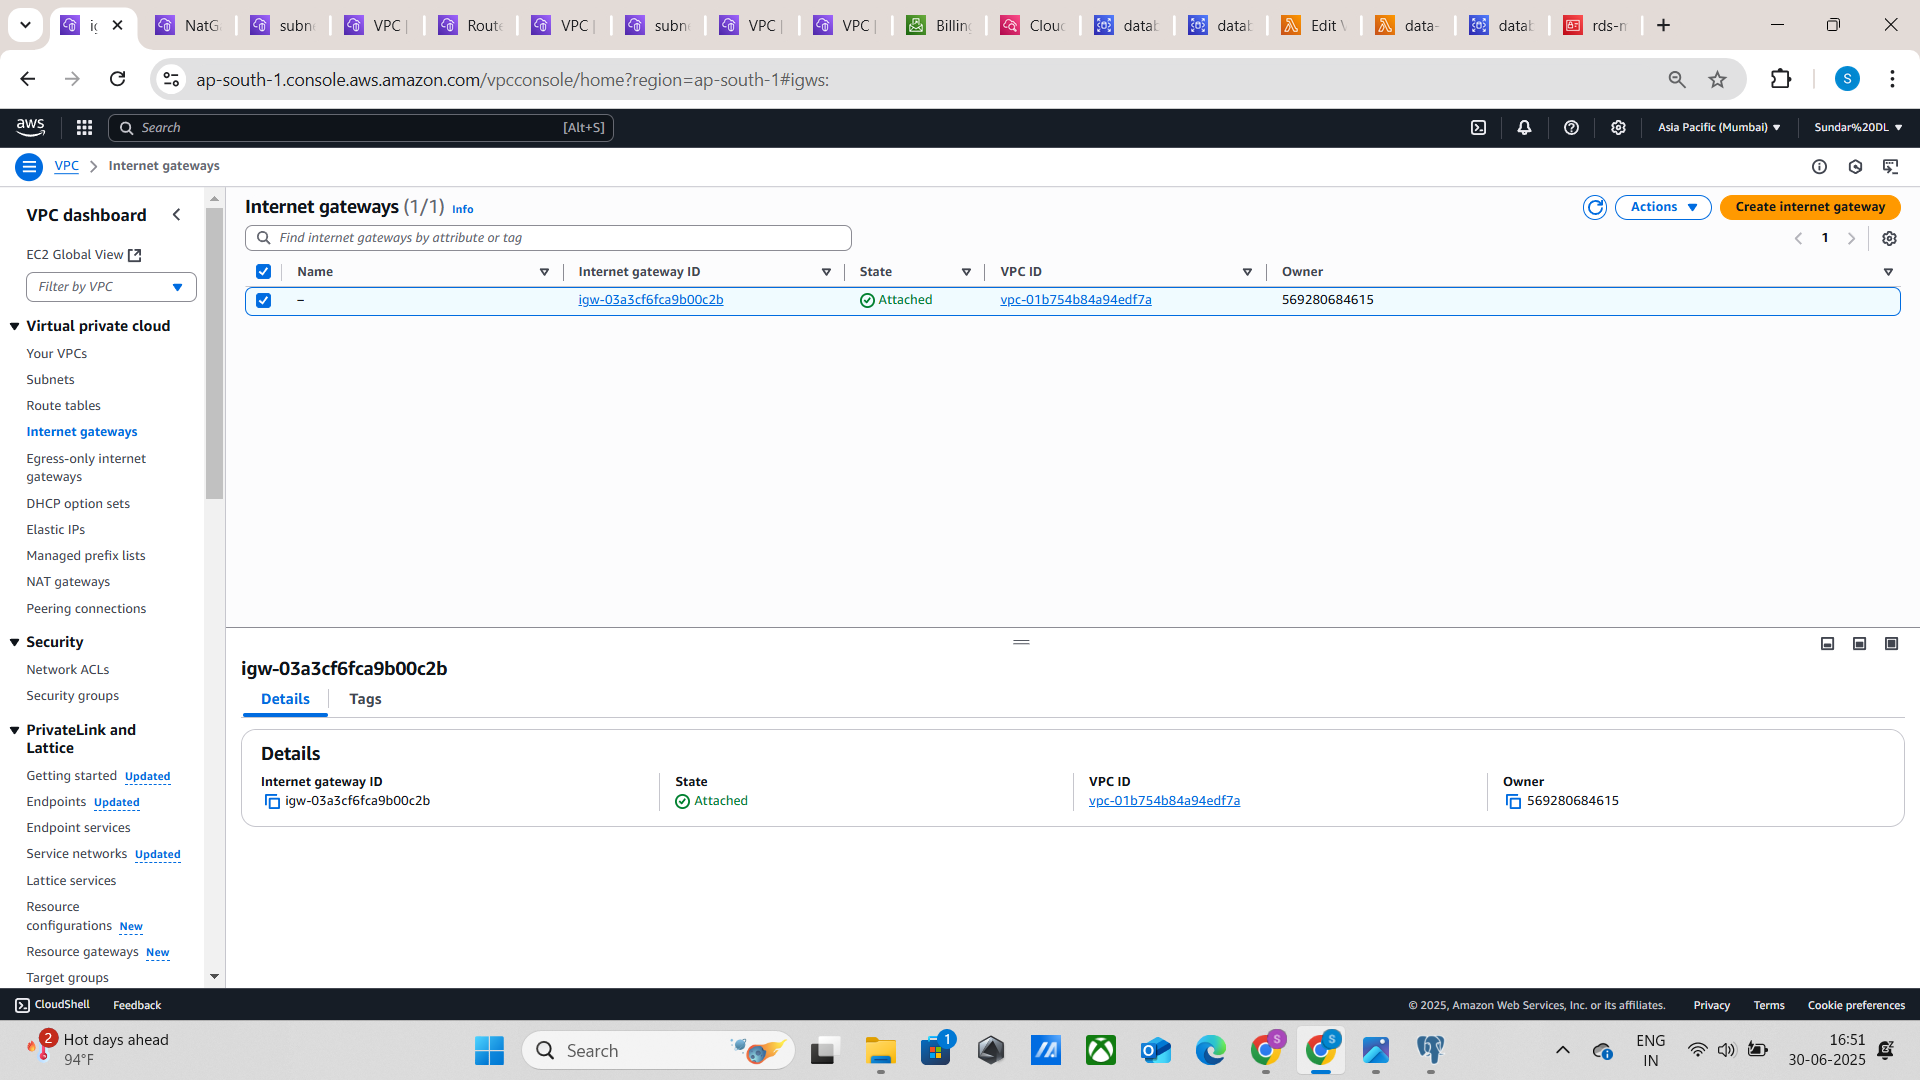 ig
NatG
subn
VPC |
Route
VPC |
subn
VPC |
VPC |
Billing
Clou
datab
datab
Edit V
data-
datab
rds-m
ap-south-1.console.aws.amazon.com/vpcconsole/home?region=ap-south-1#igws:
S
aws
Search
[Alt+S]
Asia Pacific (Mumbai)
Sundar%20DL
VPC
Internet gateways
VPC dashboard
EC2 Global View
Filter by VPC
Virtual private cloud
Your VPCs
Subnets
Route tables
Internet gateways
Egress-only internet
gateways
DHCP option sets
Elastic IPs
Managed prefix lists
NAT gateways
Peering connections
Security
Network ACLs
Security groups
PrivateLink and
Lattice
Getting started Updated
Endpoints Updated
Endpoint services
Service networks Updated
Lattice services
Resource
configurations New
Resource gateways New
Target groups
Internet gateways (1/1) Info
Actions
Create internet gateway
Find internet gateways by attribute or tag
1
Name
Internet gateway ID
State
VPC ID
Owner
–
igw-03a3cf6fca9b00c2b
Attached
vpc-01b754b84a94edf7a
569280684615
igw-03a3cf6fca9b00c2b
Details
Tags
Details
Internet gateway ID
igw-03a3cf6fca9b00c2b
State
Attached
VPC ID
vpc-01b754b84a94edf7a
Owner
569280684615
CloudShell
Feedback
© 2025, Amazon Web Services, Inc. or its affiliates.
Privacy
Terms
Cookie preferences
2
Hot days ahead
94°F
Search
1
S
S
ENG
IN
16:51
30-06-2025